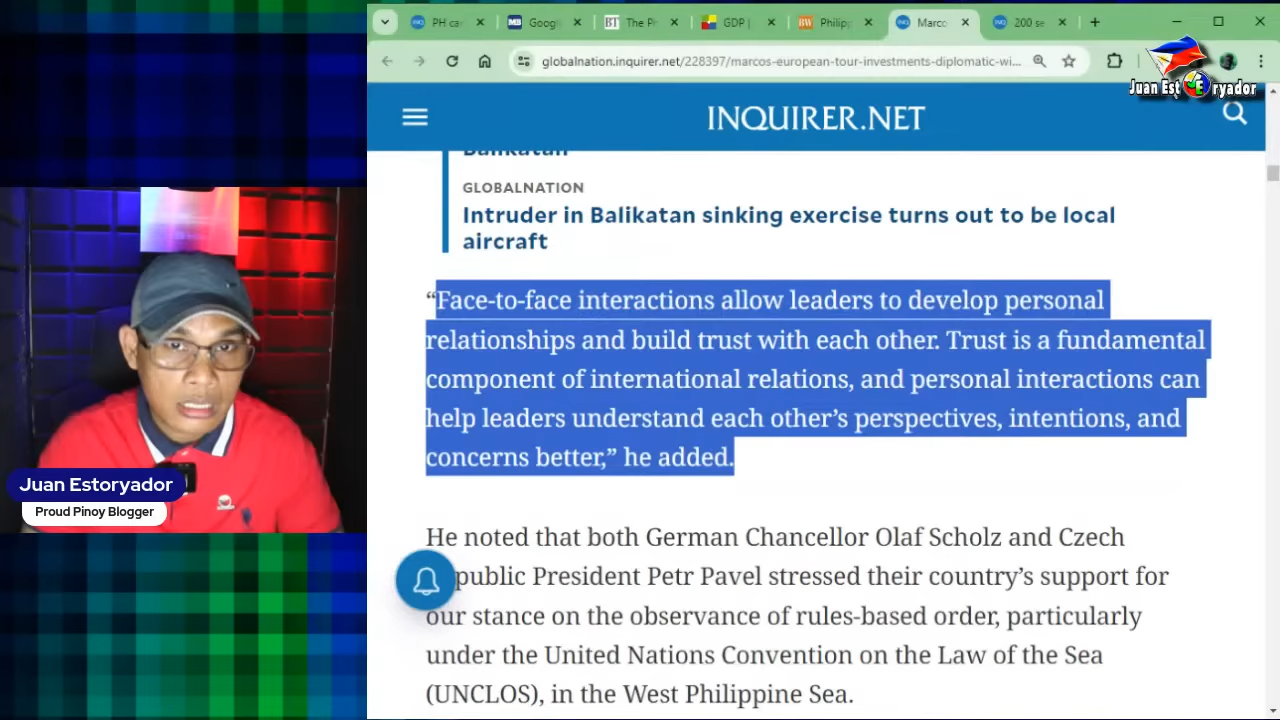 PH ca
Googl
The Pr
GDP |
Philipp
Marco
200 se
globalnation.inquirer.net/228397/marcos-european-tour-investments-diplomatic-wi...
Juan Est ryador
INQUIRER.NET
Balikatan
GLOBALNATION
Intruder in Balikatan sinking exercise turns out to be local
aircraft
“Face-to-face interactions allow leaders to develop personal
relationships and build trust with each other. Trust is a fundamental
component of international relations, and personal interactions can
help leaders understand each other’s perspectives, intentions, and
concerns better,” he added.
He noted that both German Chancellor Olaf Scholz and Czech
public President Petr Pavel stressed their country’s support for
our stance on the observance of rules-based order, particularly
under the United Nations Convention on the Law of the Sea
(UNCLOS), in the West Philippine Sea.
Juan Estoryador
Proud Pinoy Blogger